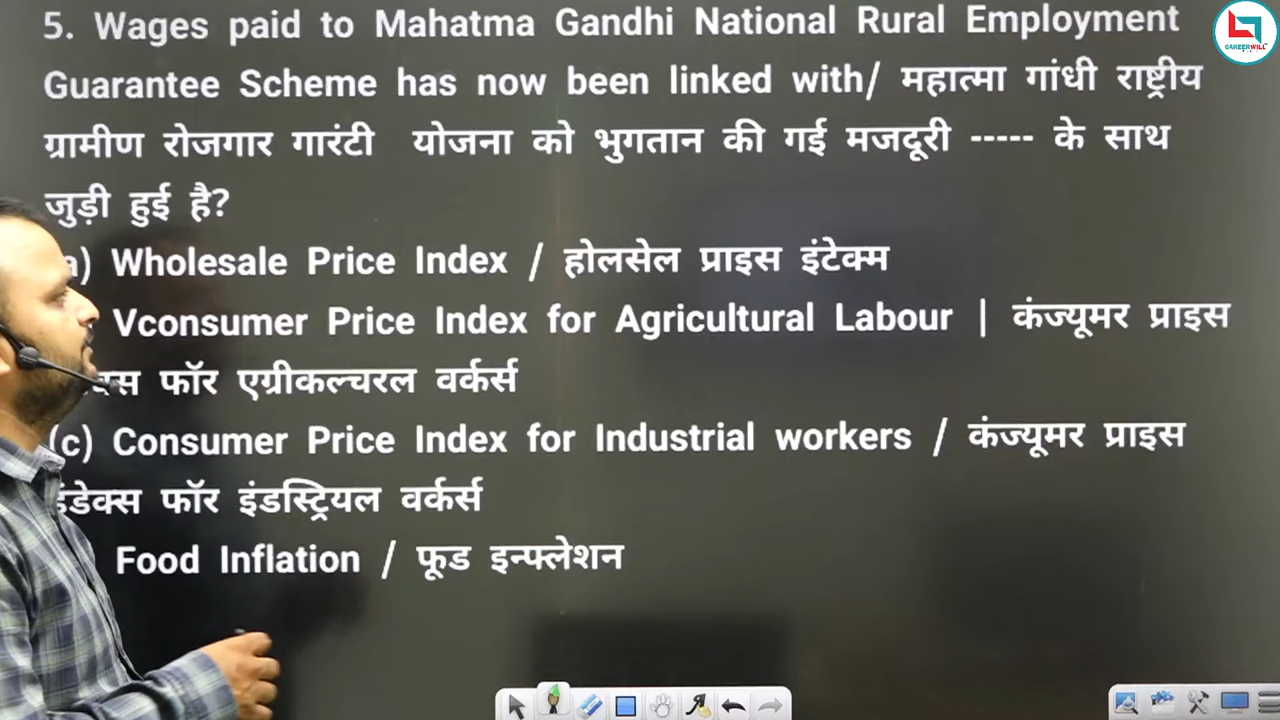 5. Wages paid to Mahatma Gandhi National Rural Employment
Guarantee Scheme has now been linked with/ महात्मा गांधी राष्ट्रीय
ग्रामीण रोजगार गारंटी योजना को भुगतान की गई मजदूरी ----- के साथ
जुड़ी हुई है?
a) Wholesale Price Index / होलसेल प्राइस इंटेक्म
Vconsumer Price Index for Agricultural Labour | कंज्यूमर प्राइस
फॉर एग्रीकल्चरल वर्कर्स
(c) Consumer Price Index for Industrial workers / कंज्यूमर प्राइस
इंडेक्स फॉर इंडस्ट्रियल वर्कर्स
Food Inflation / फूड इन्फ्लेशन
CAREERWILL